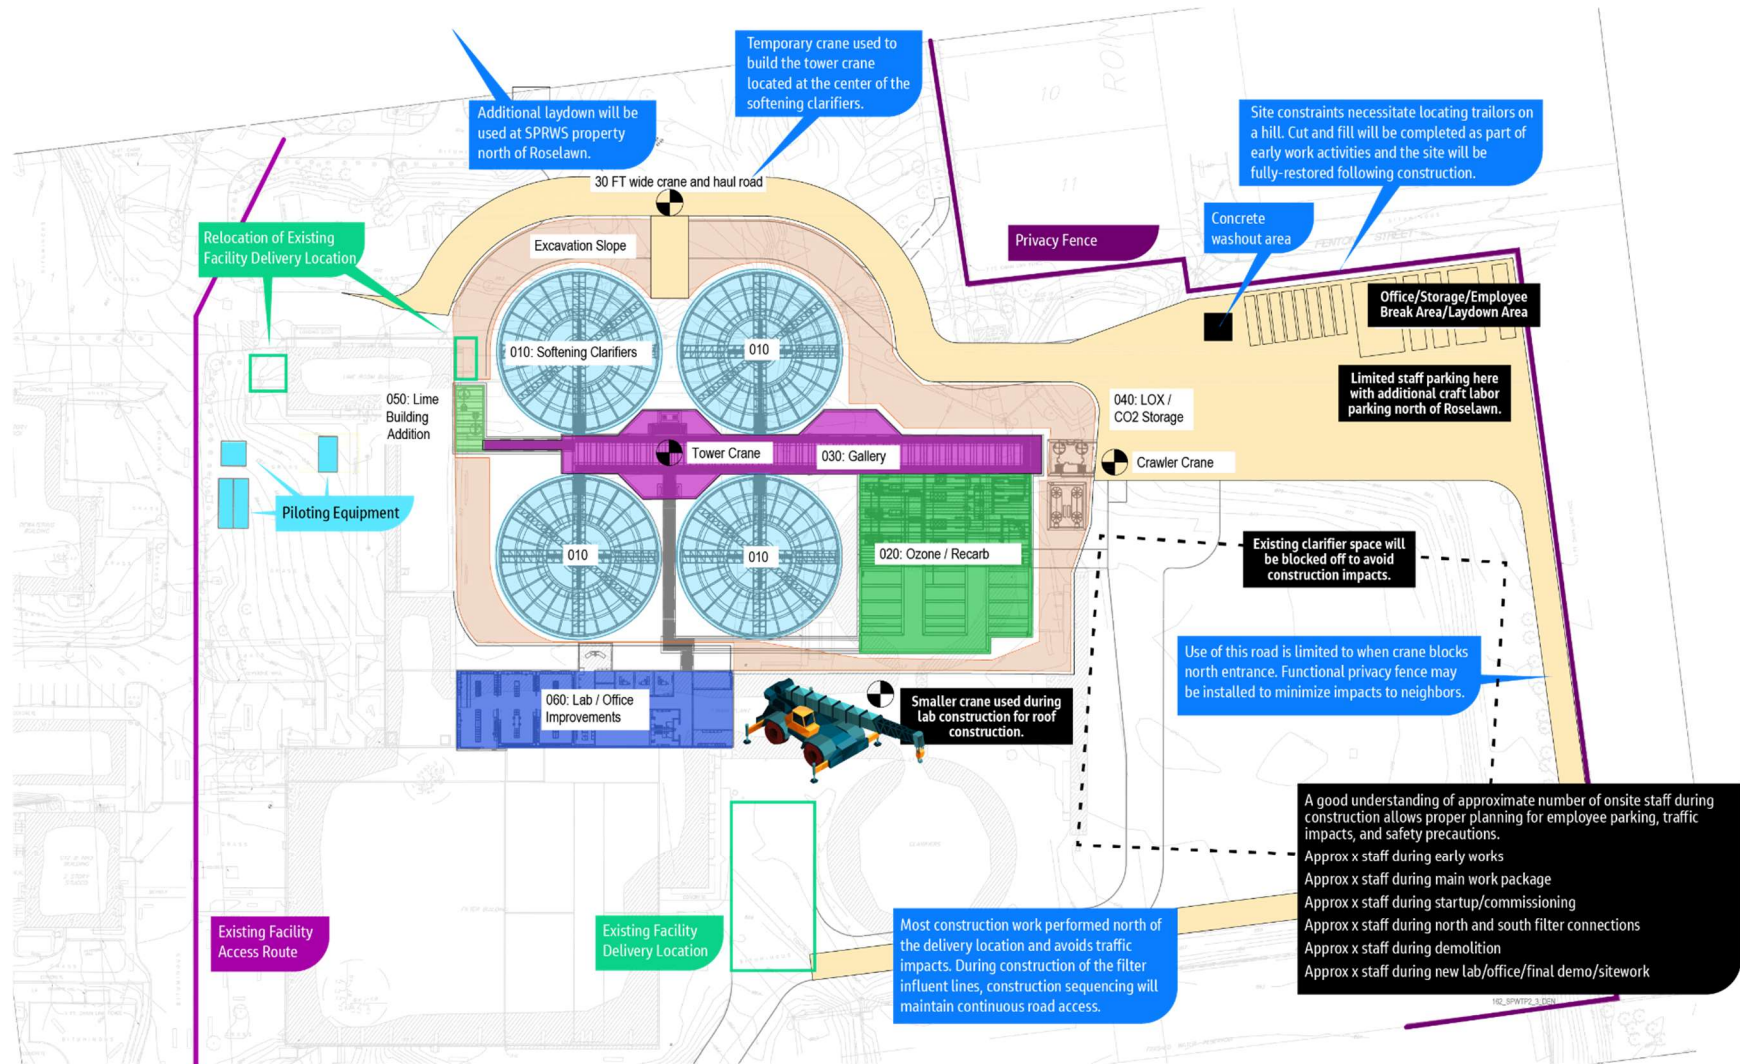 Additional laydown will be
used at SPRWS property
north of Roselawn.
Temporary crane used to
build the tower crane
located at the center of the
softening clarifiers.
Site constraints necessitate locating trailors on
a hill. Cut and fill will be completed as part of
early work activities and the site will be
fully-restored following construction.
30 FT wide crane and haul road
Relocation of Existing
Facility Delivery Location
Excavation Slope
Privacy Fence
Concrete
washout area
ROIN
10
11
FENTON STREET
Office/Storage/Employee
Break Area/Laydown Area
010: Softening Clarifiers
010
Limited staff parking here
with additional craft labor
parking north of Roselawn.
050: Lime
Building
Addition
040: LOX /
CO2 Storage
Tower Crane
030: Gallery
Crawler Crane
Piloting Equipment
010
010
020: Ozone / Recarb
Existing clarifier space will
be blocked off to avoid
construction impacts.
Use of this road is limited to when crane blocks
north entrance. Functional privacy fence may
be installed to minimize impacts to neighbors.
060: Lab / Office
Improvements
Smaller crane used during
lab construction for roof
construction.
A good understanding of approximate number of onsite staff during
construction allows proper planning for employee parking, traffic
impacts, and safety precautions.
Approx x staff during early works
Approx x staff during main work package
Approx x staff during startup/commissioning
Approx x staff during north and south filter connections
Approx x staff during demolition
Approx x staff during new lab/office/final demo/sitework
Existing Facility
Access Route
Existing Facility
Delivery Location
Most construction work performed north of
the delivery location and avoids traffic
impacts. During construction of the filter
influent lines, construction sequencing will
maintain continuous road access.
162_SPWTP2_3_DPN